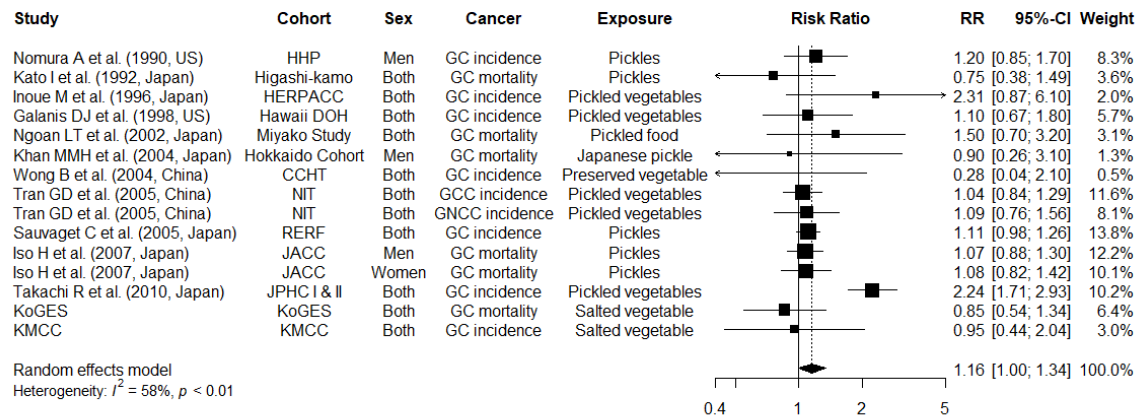 Study Cohort Sex Cancer Exposure Risk Ratio RR 95%-CI Weight
Nomura A et al. (1990, US) HHP Men GC incidence Pickles 1.20 [0.85; 1.70] 8.3%
Kato I et al. (1992, Japan) Higashi-kamo Both GC mortality Pickles 0.75 [0.38; 1.49] 3.6%
Inoue M et al. (1996, Japan) HERPACC Both GC incidence Pickled vegetables 2.31 [0.87; 6.10] 2.0%
Galanis DJ et al. (1998, US) Hawaii DOH Both GC incidence Pickled vegetables 1.10 [0.67; 1.80] 5.7%
Ngoan LT et al. (2002, Japan) Miyako Study Both GC mortality Pickled food 1.50 [0.70; 3.20] 3.1%
Khan MMH et al. (2004, Japan) Hokkaido Cohort Men GC mortality Japanese pickle 0.90 [0.26; 3.10] 1.3%
Wong B et al. (2004, China) CCHT Both GC incidence Preserved vegetable 0.28 [0.04; 2.10] 0.5%
Tran GD et al. (2005, China) NIT Both GCC incidence Pickled vegetables 1.04 [0.84; 1.29] 11.6%
Tran GD et al. (2005, China) NIT Both GNCC incidence Pickled vegetables 1.09 [0.76; 1.56] 8.1%
Sauvaget C et al. (2005, Japan) RERF Both GC incidence Pickles 1.11 [0.98; 1.26] 13.8%
Iso H et al. (2007, Japan) JACC Men GC mortality Pickles 1.07 [0.88; 1.30] 12.2%
Iso H et al. (2007, Japan) JACC Women GC mortality Pickles 1.08 [0.82; 1.42] 10.1%
Takachi R et al. (2010, Japan) JPHC I & II Both GC incidence Pickled vegetables 2.24 [1.71; 2.93] 10.2%
KoGES KoGES Both GC mortality Salted vegetable 0.85 [0.54; 1.34] 6.4%
KMCC KMCC Both GC incidence Salted vegetable 0.95 [0.44; 2.04] 3.0%
Random effects model 1.16 [1.00; 1.34] 100.0%
Heterogeneity: I² = 58%, p < 0.01
0.4 1 2 5